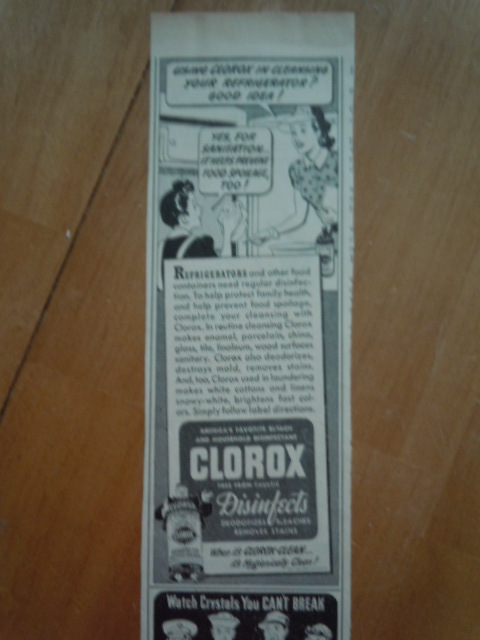 USING CLOROX IN CLEANSING
YOUR REFRIGERATOR?
GOOD IDEA!
YES, FOR
SANITATION...
IT HELPS PREVENT
FOOD SPOILAGE,
TOO!
REFRIGERATORS and other food
containers need regular disinfec-
tion. To help protect family health,
and help prevent food spoilage,
complete your cleansing with
Clorox. In routine cleansing Clorox
makes enamel, porcelain, china,
glass, tile, linoleum, wood surfaces
sanitary. Clorox also deodorizes,
destroys mold, removes stains.
And, too, Clorox used in laundering
makes white cottons and linens
snowy-white, brightens fast col-
ors. Simply follow label directions.
AMERICA'S FAVORITE BLEACH
AND HOUSEHOLD DISINFECTANT
CLOROX
FREE FROM CAUSTIC
Disinfects
DEODORIZES BLEACHES
REMOVES STAINS
When it's CLOROX-CLEAN...
it's Hygienically Clean!
Watch Crystals You CAN'T BREAK